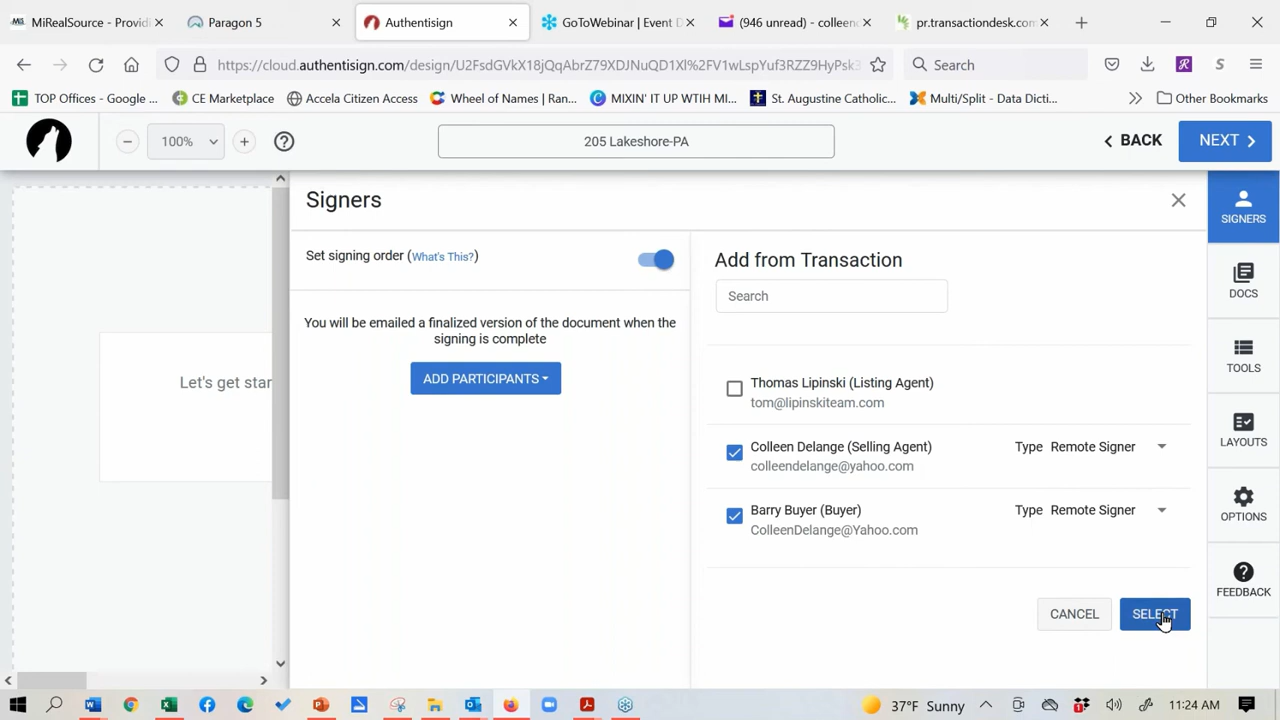 MiRealSource - Providi
Paragon 5
Authentisign
GoToWebinar | Event D
(946 unread) - colleend
pr.transactiondesk.com
https://cloud.authentisign.com/design/U2FsdGVkX18jQqAbrZ79XDJNuQD1Xl%2FV1wLspYuf3RZZ9HyPsk3
Search
TOP Offices - Google ...
CE Marketplace
Accela Citizen Access
Wheel of Names | Ran...
MIXIN' IT UP WTIH MI...
St. Augustine Catholic...
Multi/Split - Data Dicti...
Other Bookmarks
100%
205 Lakeshore-PA
BACK
NEXT
Let's get star
Signers
Set signing order (What's This?)
You will be emailed a finalized version of the document when the
signing is complete
ADD PARTICIPANTS
Add from Transaction
Search
Thomas Lipinski (Listing Agent)
tom@lipinskiteam.com
Colleen Delange (Selling Agent)
Type Remote Signer
colleendelange@yahoo.com
Barry Buyer (Buyer)
Type Remote Signer
ColleenDelange@Yahoo.com
CANCEL
SELECT
SIGNERS
DOCS
TOOLS
LAYOUTS
OPTIONS
FEEDBACK
37°F Sunny
11:24 AM